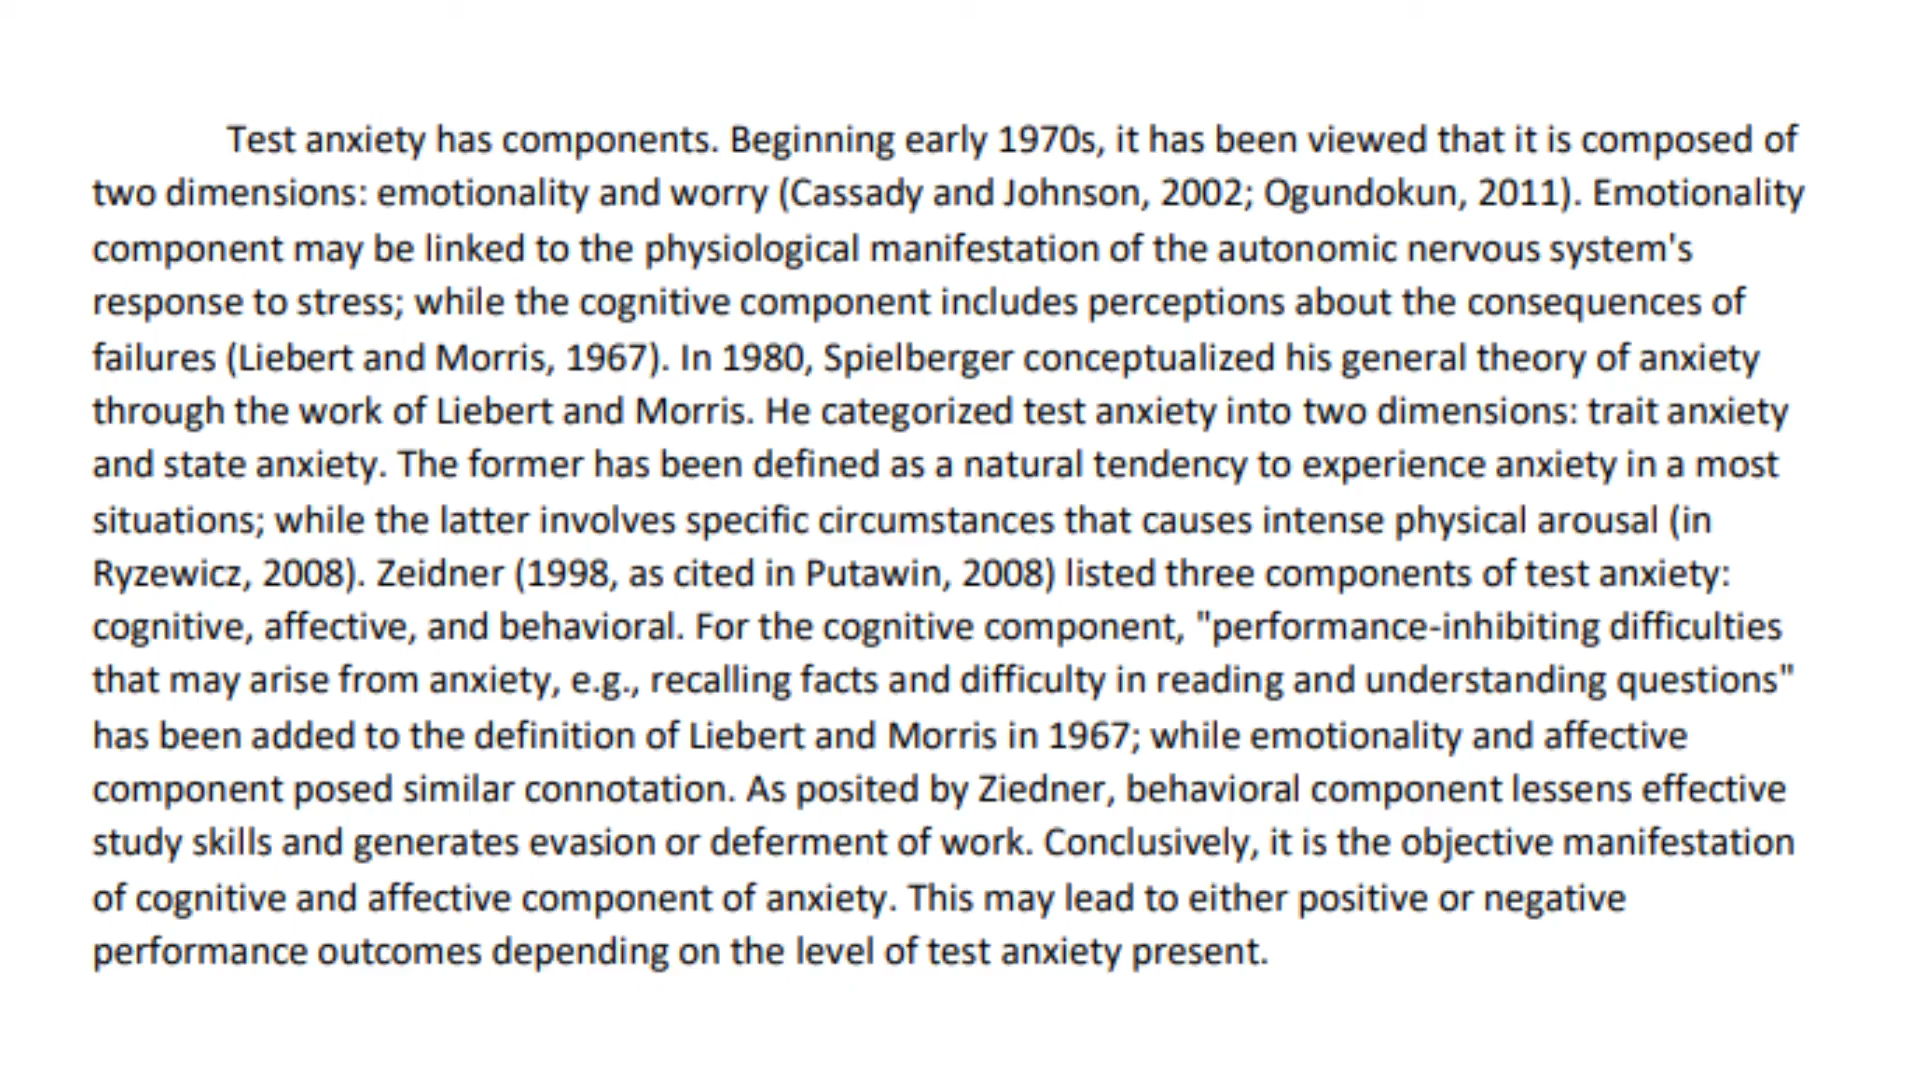 Test anxiety has components. Beginning early 1970s, it has been viewed that it is composed of
two dimensions: emotionality and worry (Cassady and Johnson, 2002; Ogundokun, 2011). Emotionality
component may be linked to the physiological manifestation of the autonomic nervous system's
response to stress; while the cognitive component includes perceptions about the consequences of
failures (Liebert and Morris, 1967). In 1980, Spielberger conceptualized his general theory of anxiety
through the work of Liebert and Morris. He categorized test anxiety into two dimensions: trait anxiety
and state anxiety. The former has been defined as a natural tendency to experience anxiety in a most
situations; while the latter involves specific circumstances that causes intense physical arousal (in
Ryzewicz, 2008). Zeidner (1998, as cited in Putawin, 2008) listed three components of test anxiety:
cognitive, affective, and behavioral. For the cognitive component, "performance-inhibiting difficulties
that may arise from anxiety, e.g., recalling facts and difficulty in reading and understanding questions"
has been added to the definition of Liebert and Morris in 1967; while emotionality and affective
component posed similar connotation. As posited by Ziedner, behavioral component lessens effective
study skills and generates evasion or deferment of work. Conclusively, it is the objective manifestation
of cognitive and affective component of anxiety. This may lead to either positive or negative
performance outcomes depending on the level of test anxiety present.